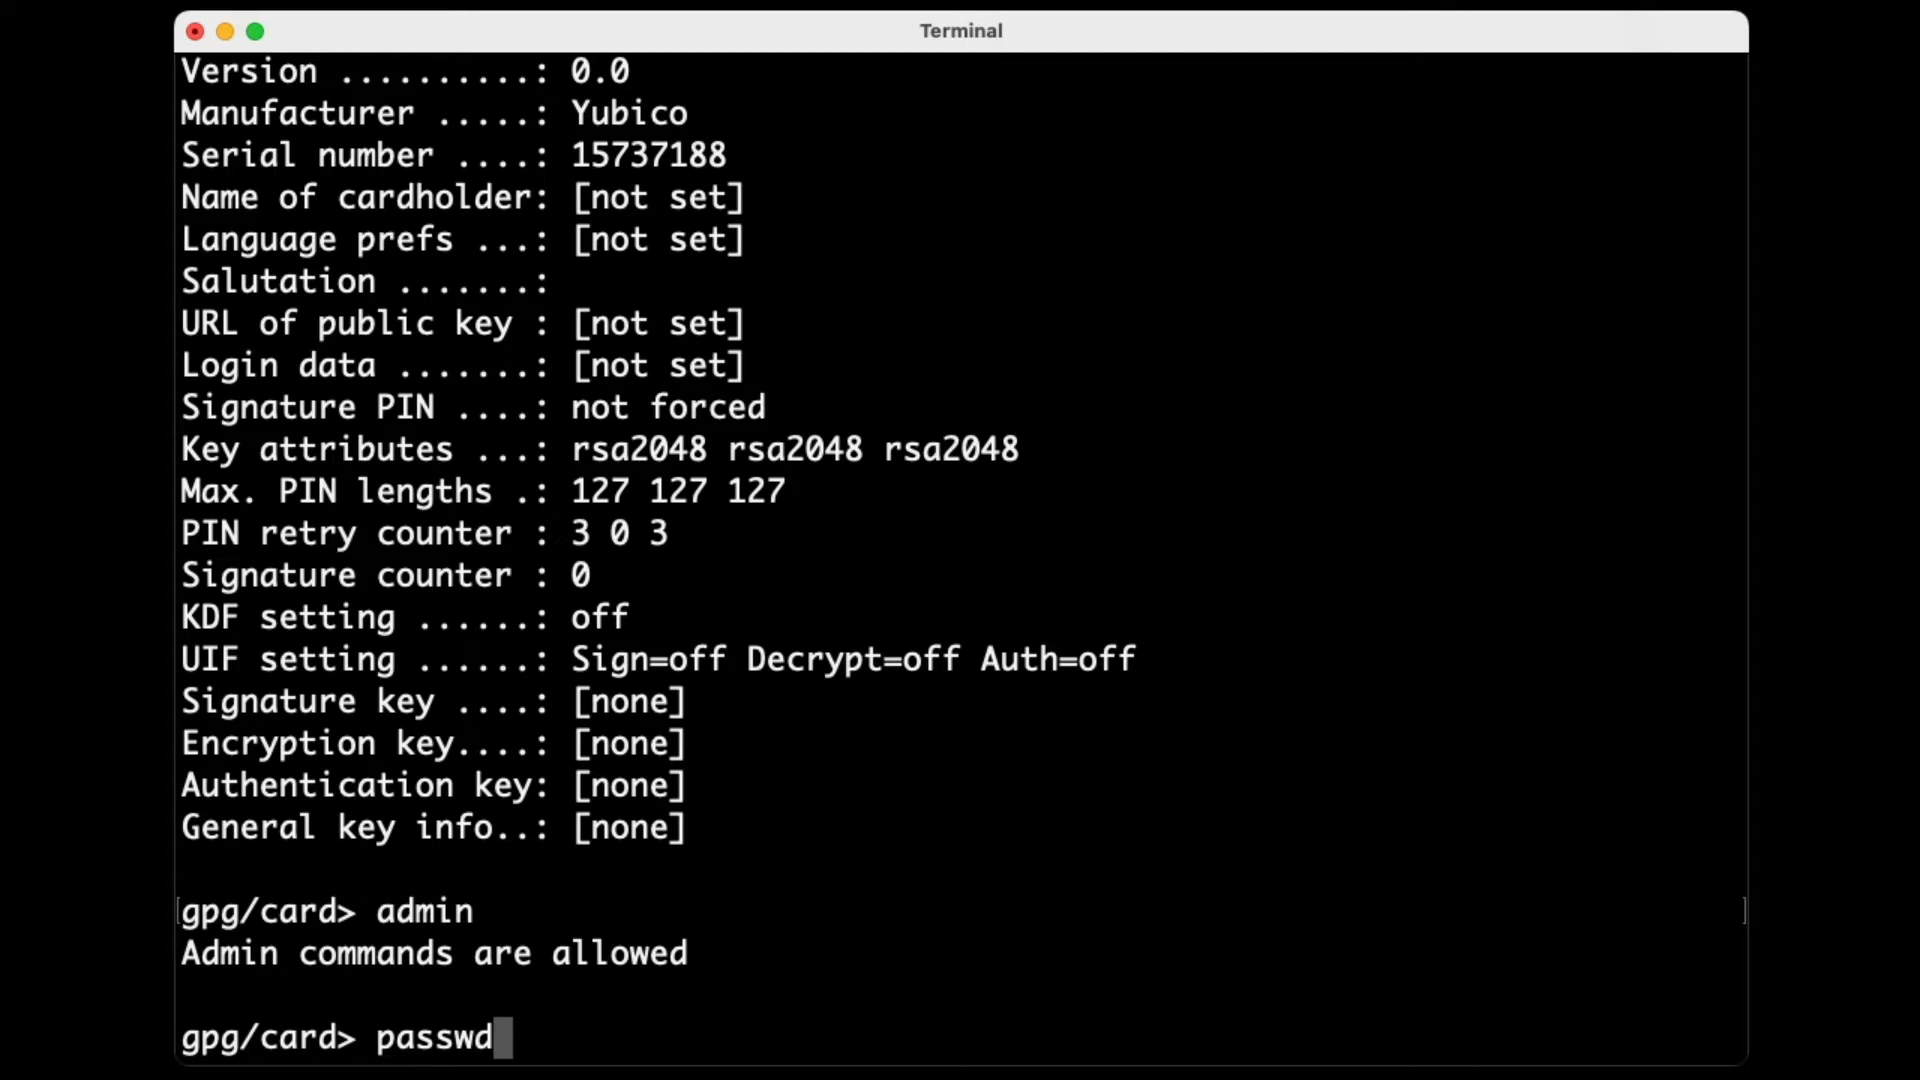 Terminal
Version ..........: 0.0
Manufacturer .....: Yubico
Serial number ....: 15737188
Name of cardholder: [not set]
Language prefs ...: [not set]
Salutation .......:
URL of public key : [not set]
Login data .......: [not set]
Signature PIN ....: not forced
Key attributes ...: rsa2048 rsa2048 rsa2048
Max. PIN lengths .: 127 127 127
PIN retry counter : 3 0 3
Signature counter : 0
KDF setting ......: off
UIF setting ......: Sign=off Decrypt=off Auth=off
Signature key ....: [none]
Encryption key....: [none]
Authentication key: [none]
General key info..: [none]
[gpg/card> admin ]
Admin commands are allowed
gpg/card> passwd